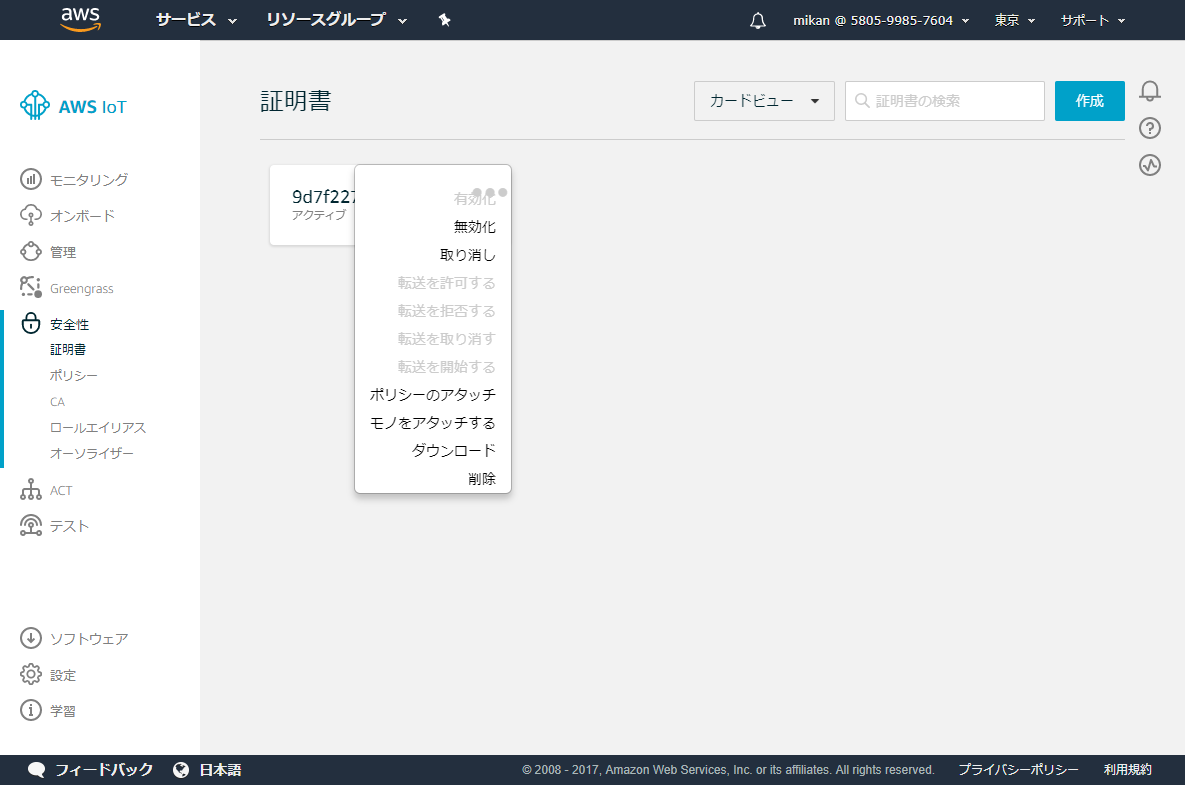 aws
サービス
リソースグループ
mikan @ 5805-9985-7604
東京
サポート
AWS IoT
モニタリング
オンボード
管理
Greengrass
安全性
証明書
ポリシー
CA
ロールエイリアス
オーソライザー
ACT
テスト
ソフトウェア
設定
学習
証明書
カードビュー
証明書の検索
作成
9d7f227
アクティブ
有効化
無効化
取り消し
転送を許可する
転送を拒否する
転送を取り消す
転送を開始する
ポリシーのアタッチ
モノをアタッチする
ダウンロード
削除
フィードバック
日本語
© 2008 - 2017, Amazon Web Services, Inc. or its affiliates. All rights reserved.
プライバシーポリシー
利用規約